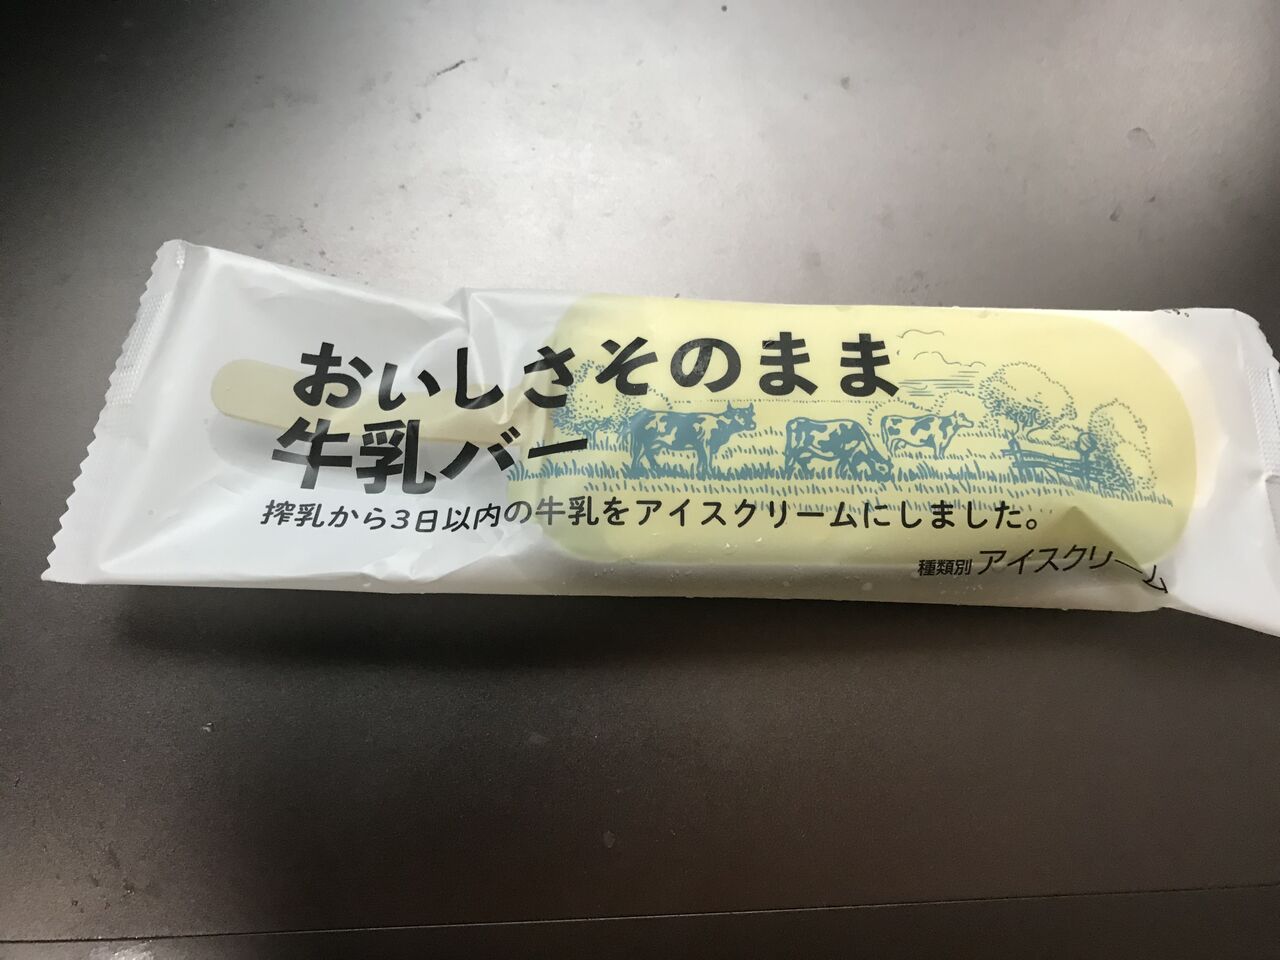 おいしさそのまま
牛乳バー
搾乳から3日以内の牛乳をアイスクリームにしました。
種類別 アイスクリーム